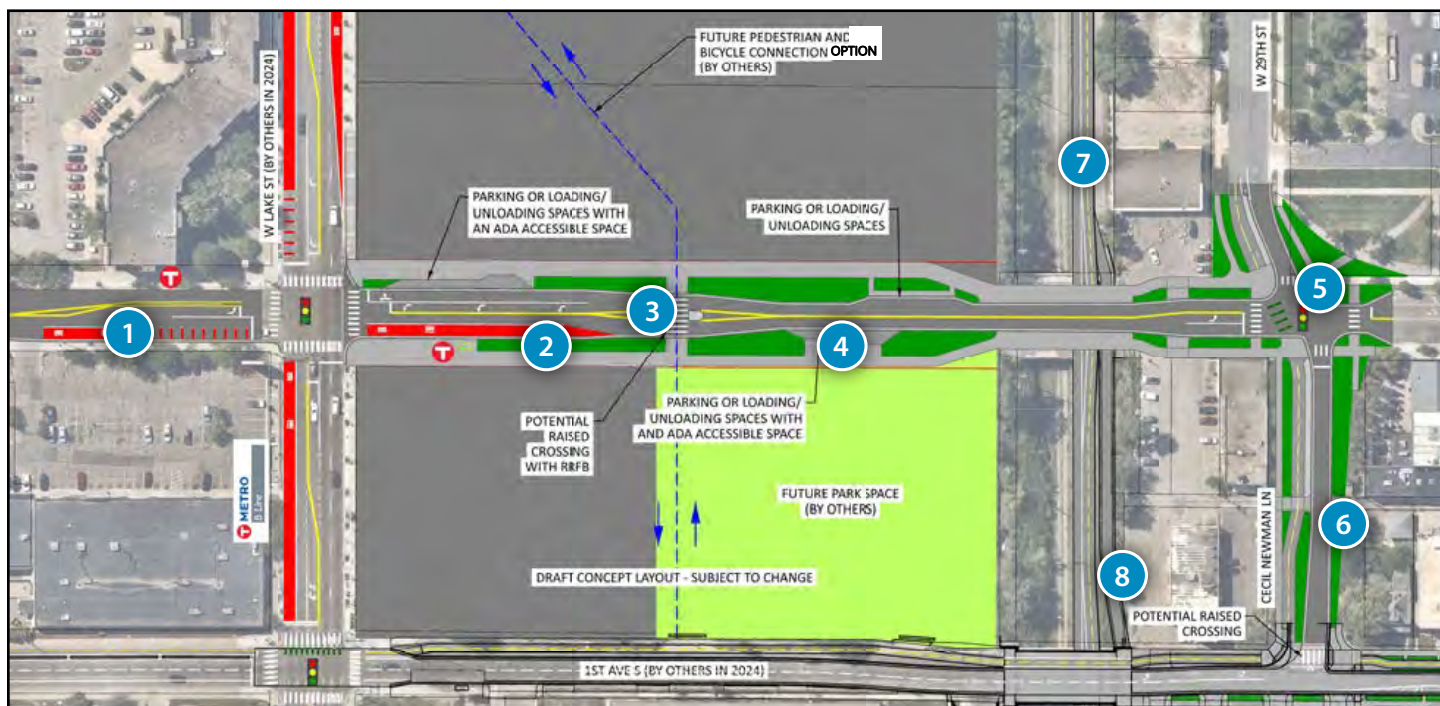 FUTURE PEDESTRIAN AND
BICYCLE CONNECTION OPTION
(BY OTHERS)
W LAKE ST (BY OTHERS IN 2024)
W 29TH ST
7
PARKING OR LOADING/
UNLOADING SPACES WITH
AN ADA ACCESSIBLE SPACE
PARKING OR LOADING/
UNLOADING SPACES
T
1
2
3
4
5
T
POTENTIAL
RAISED
CROSSING
WITH RRFB
PARKING OR LOADING/
UNLOADING SPACES WITH
AND ADA ACCESSIBLE SPACE
T METRO
B Line
FUTURE PARK SPACE
(BY OTHERS)
CECIL NEWMAN LN
6
DRAFT CONCEPT LAYOUT - SUBJECT TO CHANGE
8
POTENTIAL RAISED
CROSSING
1ST AVE S (BY OTHERS IN 2024)